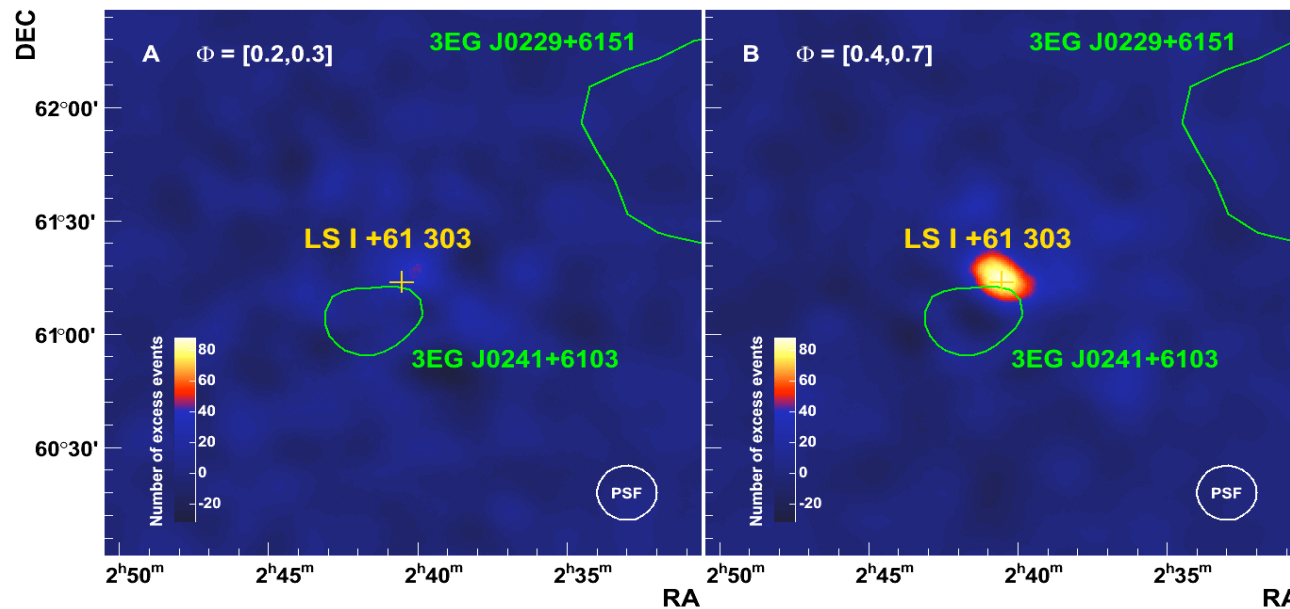 DEC
A Φ = [0.2,0.3]
3EG J0229+6151
62°00'
61°30'
LS I +61 303
61°00'
3EG J0241+6103
60°30'
Number of excess events
80
60
40
20
0
-20
PSF
2ʰ50ᵐ 2ʰ45ᵐ 2ʰ40ᵐ 2ʰ35ᵐ
RA
B Φ = [0.4,0.7]
3EG J0229+6151
LS I +61 303
3EG J0241+6103
Number of excess events
80
60
40
20
0
-20
PSF
2ʰ50ᵐ 2ʰ45ᵐ 2ʰ40ᵐ 2ʰ35ᵐ
RA